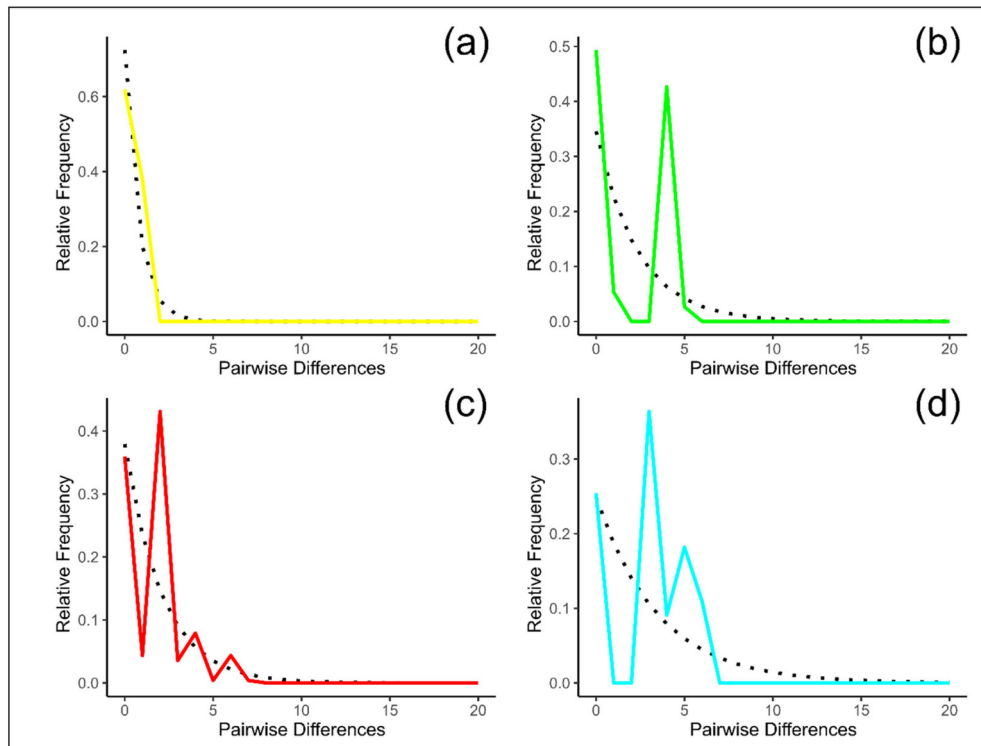 (a)
Relative Frequency
0.6
0.4
0.2
0.0
0 5 10 15 20
Pairwise Differences
(b)
Relative Frequency
0.5
0.4
0.3
0.2
0.1
0.0
0 5 10 15 20
Pairwise Differences
(c)
Relative Frequency
0.4
0.3
0.2
0.1
0.0
0 5 10 15 20
Pairwise Differences
(d)
Relative Frequency
0.3
0.2
0.1
0.0
0 5 10 15 20
Pairwise Differences